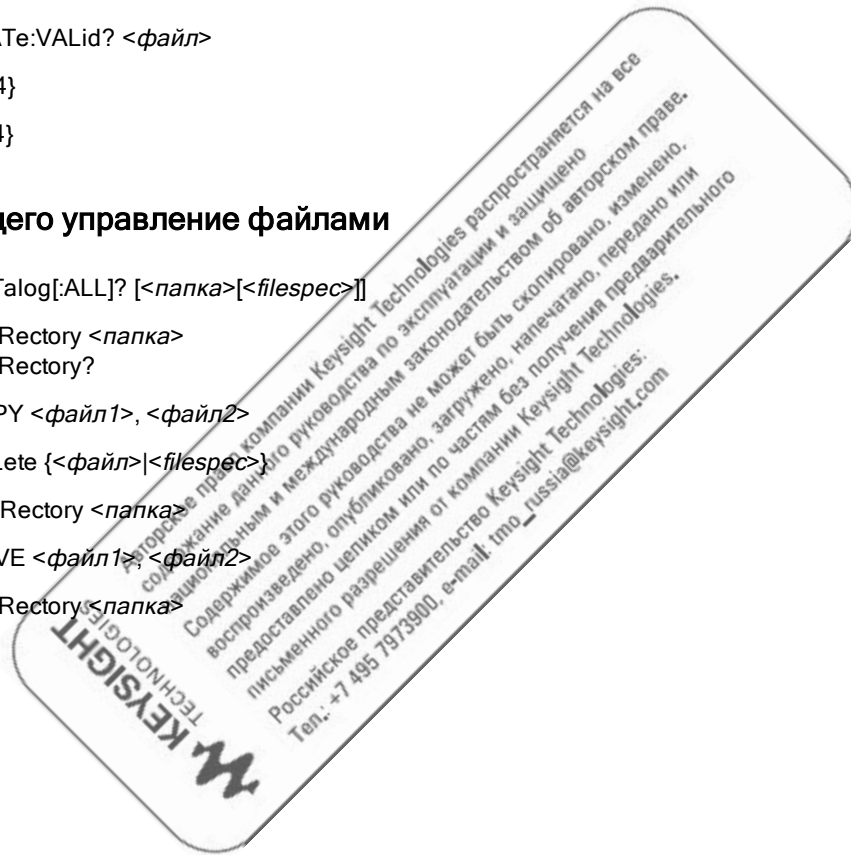 ATe:VALid? <файл>
4}
4}
щего управление файлами
Talog[:ALL]? [<папка>[<filespec>]]
Rectory <папка>
Rectory?
PY <файл1>, <файл2>
Lete {<файл>|<filespec>}
Rectory <папка>
VE <файл1>, <файл2>
Rectory <папка>
KEYSIGHT
TECHNOLOGIES
Авторское право компании Keysight Technologies распространяется на все
содержание данного руководства по эксплуатации и защищено
национальным и международным законодательством об авторском праве.
Содержимое этого руководства не может быть скопировано, изменено,
воспроизведено, опубликовано, загружено, напечатано, передано или
предоставлено целиком или по частям без получения предварительного
письменного разрешения от компании Keysight Technologies.
Российское представительство Keysight Technologies:
Тел.: +7 495 7973900, e-mail: tmo_russia@keysight.com